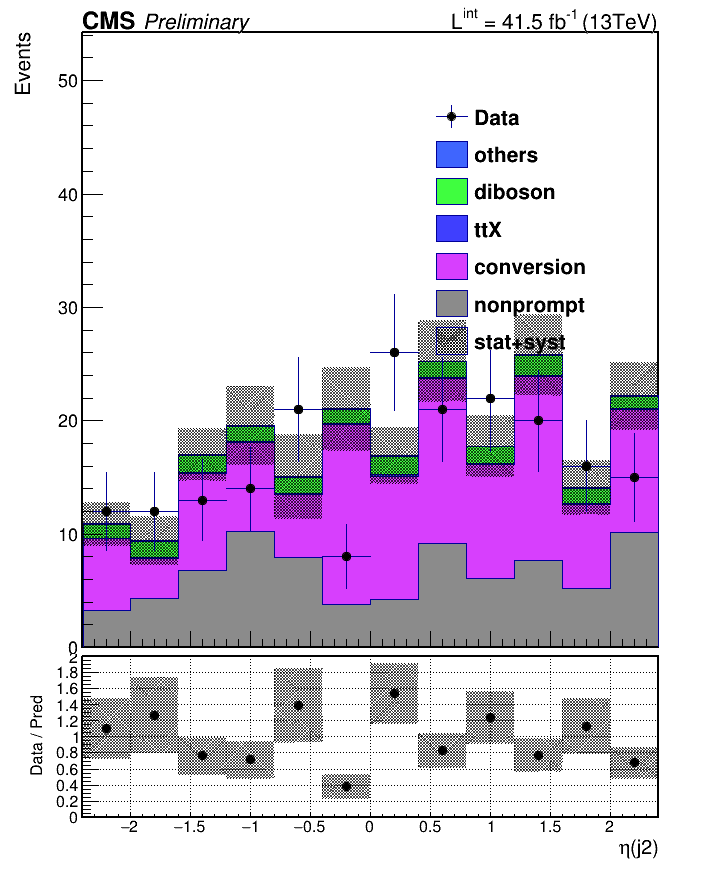 CMS Preliminary L^int = 41.5 fb^-1 (13TeV)
Events
50
40
30
20
10
0
Data
others
diboson
ttX
conversion
nonprompt
stat+syst
Data / Pred
2
1.8
1.6
1.4
1.2
1
0.8
0.6
0.4
0.2
0
−2 −1.5 −1 −0.5 0 0.5 1 1.5 2
η(j2)